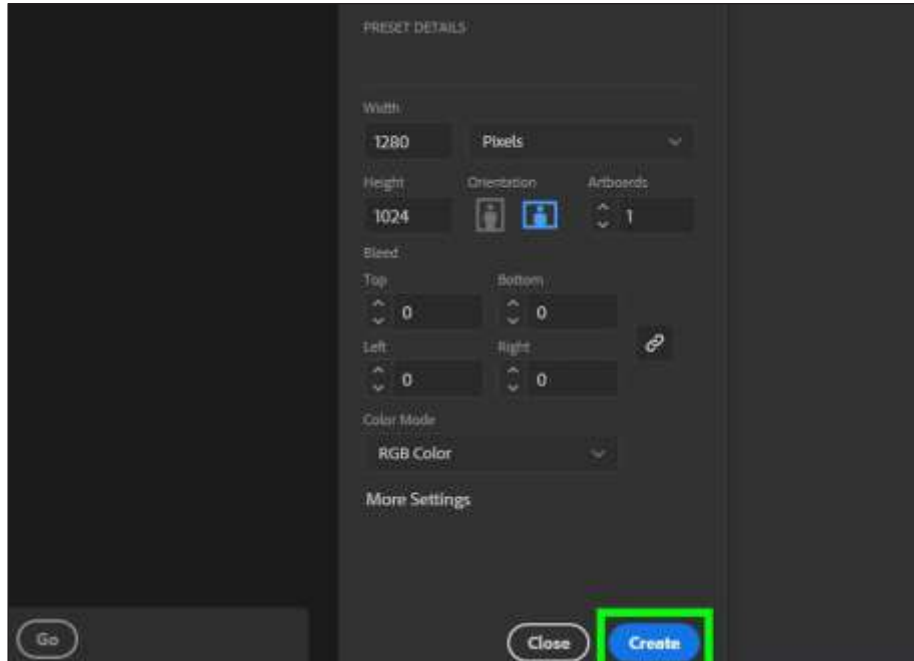 PRESET DETAILS
Width
1280 Pixels
Height Orientation Artboards
1024 1
Bleed
Top Bottom
0 0
Left Right
0 0
Color Mode
RGB Color
More Settings
Go Close Create